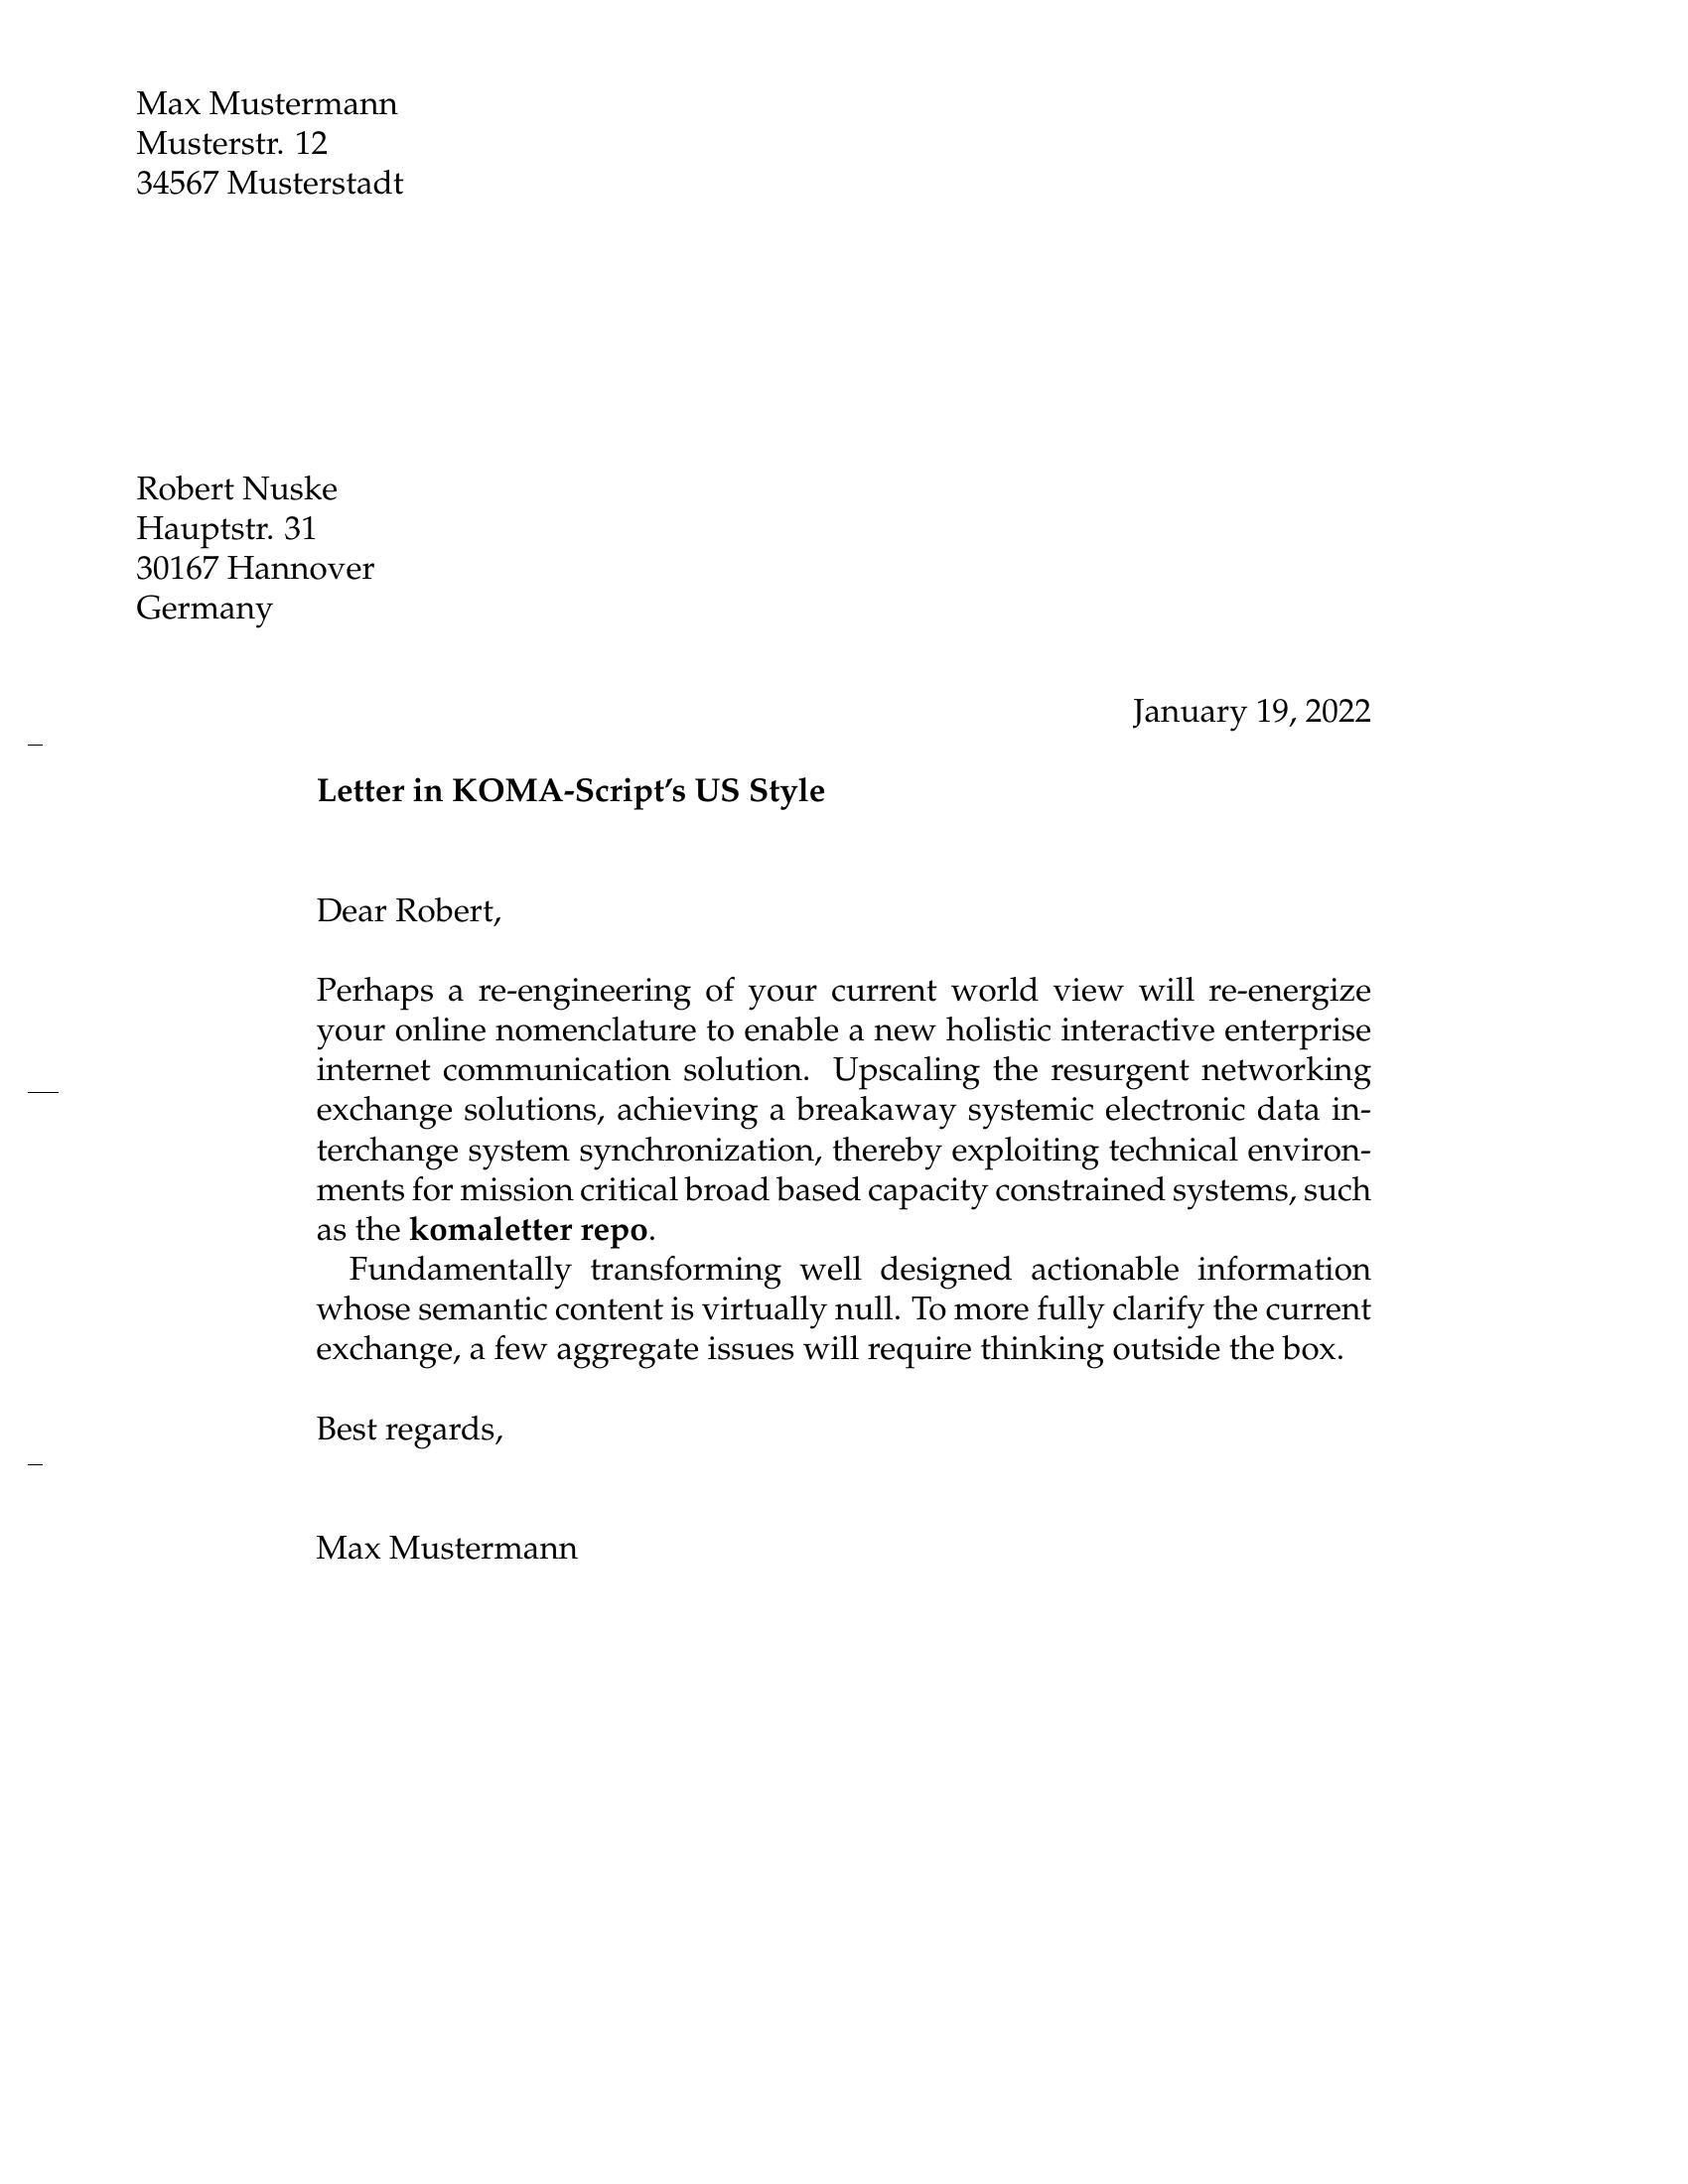 Max Mustermann
Musterstr. 12
34567 Musterstadt
Robert Nuske
Hauptstr. 31
30167 Hannover
Germany
January 19, 2022
Letter in KOMA-Script’s US Style
Dear Robert,
Perhaps a re-engineering of your current world view will re-energize
your online nomenclature to enable a new holistic interactive enterprise
internet communication solution. Upscaling the resurgent networking
exchange solutions, achieving a breakaway systemic electronic data in-
terchange system synchronization, thereby exploiting technical environ-
ments for mission critical broad based capacity constrained systems, such
as the komaletter repo.
Fundamentally transforming well designed actionable information
whose semantic content is virtually null. To more fully clarify the current
exchange, a few aggregate issues will require thinking outside the box.
Best regards,
Max Mustermann